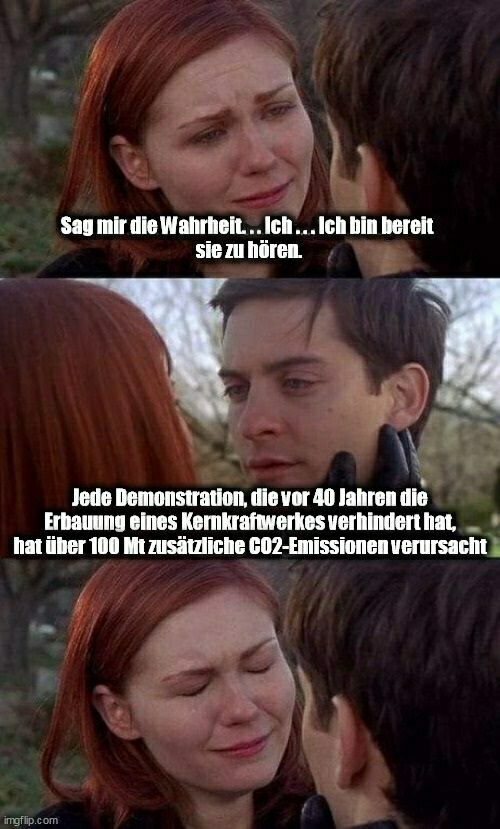 Sag mir die Wahrheit. . . Ich . . . Ich bin bereit
sie zu hören.
Jede Demonstration, die vor 40 Jahren die
Erbauung eines Kernkraftwerkes verhindert hat,
hat über 100 Mt zusätzliche CO2-Emissionen verursacht
imgflip.com